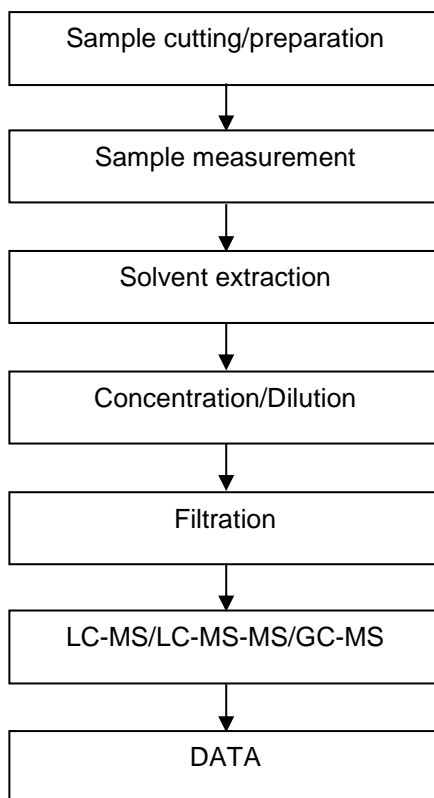 Sample cutting/preparation
Sample measurement
Solvent extraction
Concentration/Dilution
Filtration
LC-MS/LC-MS-MS/GC-MS
DATA